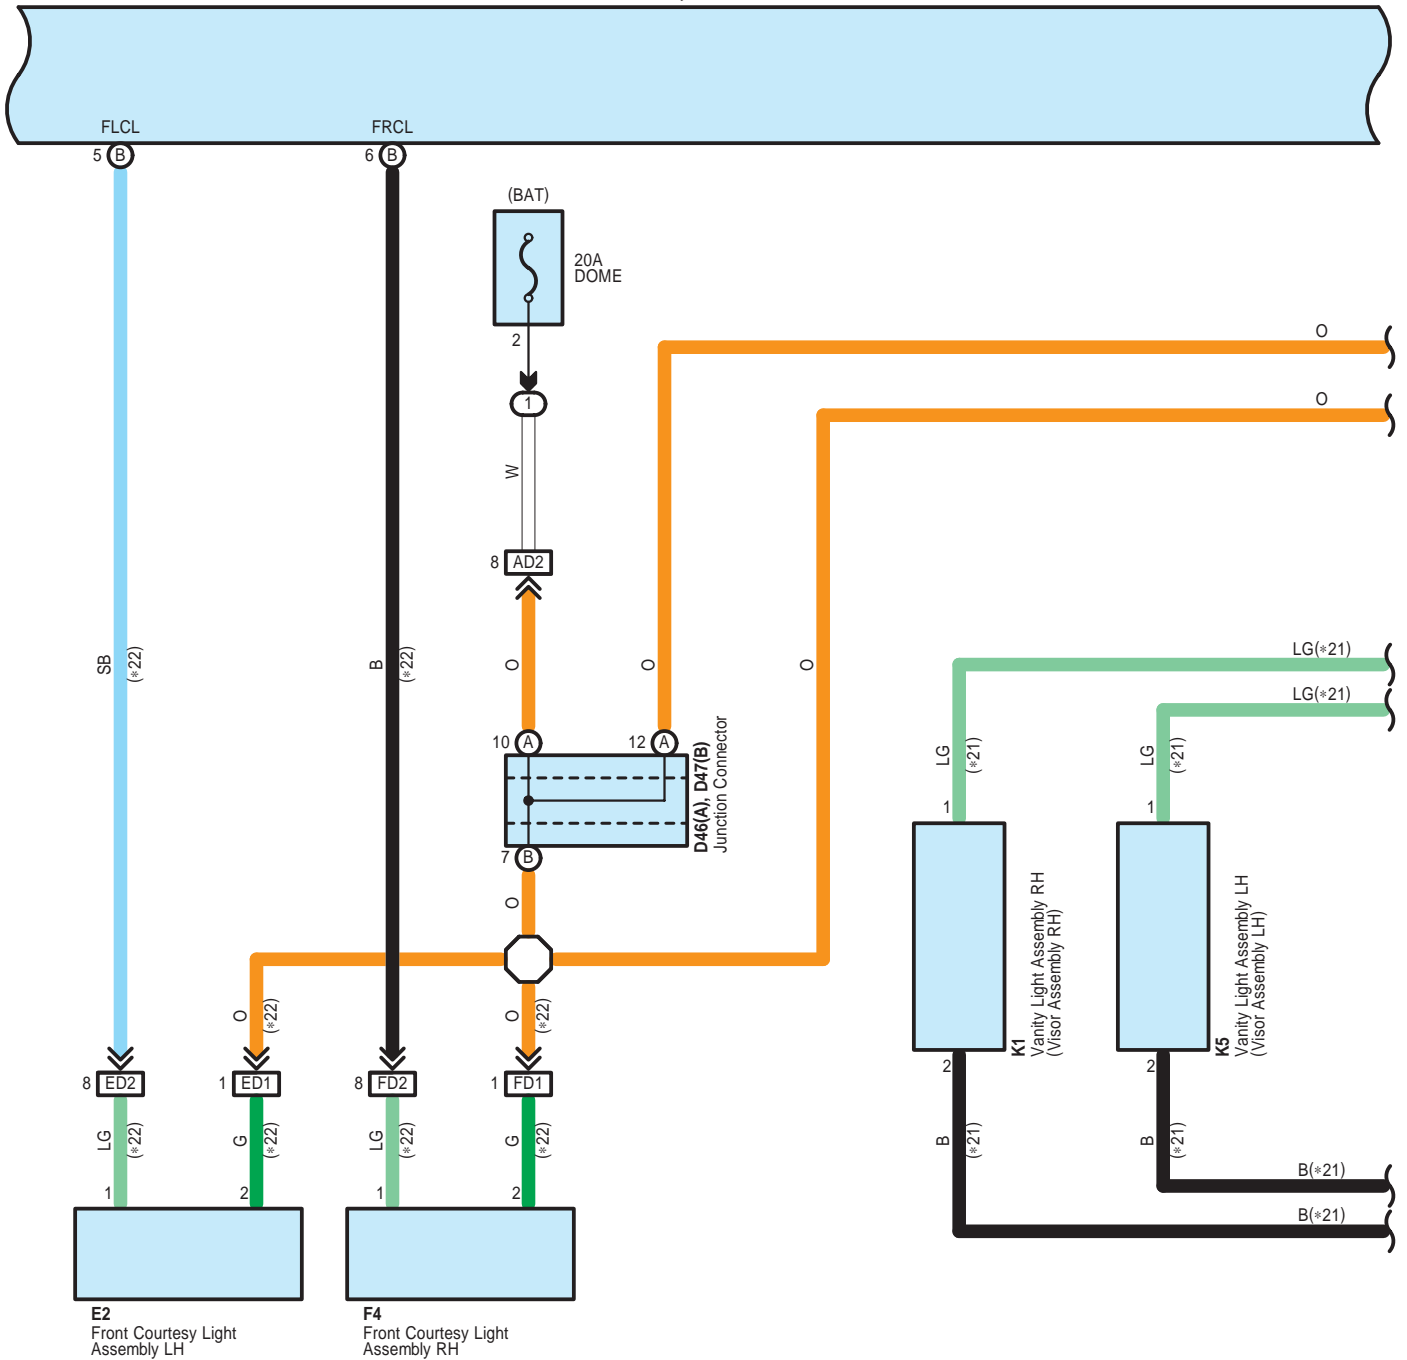 FLCL
FRCL
5 B
6 B
(BAT)
20A
DOME
2
1
W
8 AD2
O
O
O
O
O
SB
(*22)
B
(*22)
10 A
12 A
D46(A), D47(B)
Junction Connector
7 B
O
LG(*21)
LG(*21)
LG
(*21)
LG
(*21)
1
1
K1
Vanity Light Assembly RH
(Visor Assembly RH)
K5
Vanity Light Assembly LH
(Visor Assembly LH)
2
2
O
(*22)
O
(*22)
8 ED2
1 ED1
8 FD2
1 FD1
LG
(*22)
G
(*22)
LG
(*22)
G
(*22)
B
(*21)
B
(*21)
B(*21)
B(*21)
1
2
1
2
E2
Front Courtesy Light
Assembly LH
F4
Front Courtesy Light
Assembly RH